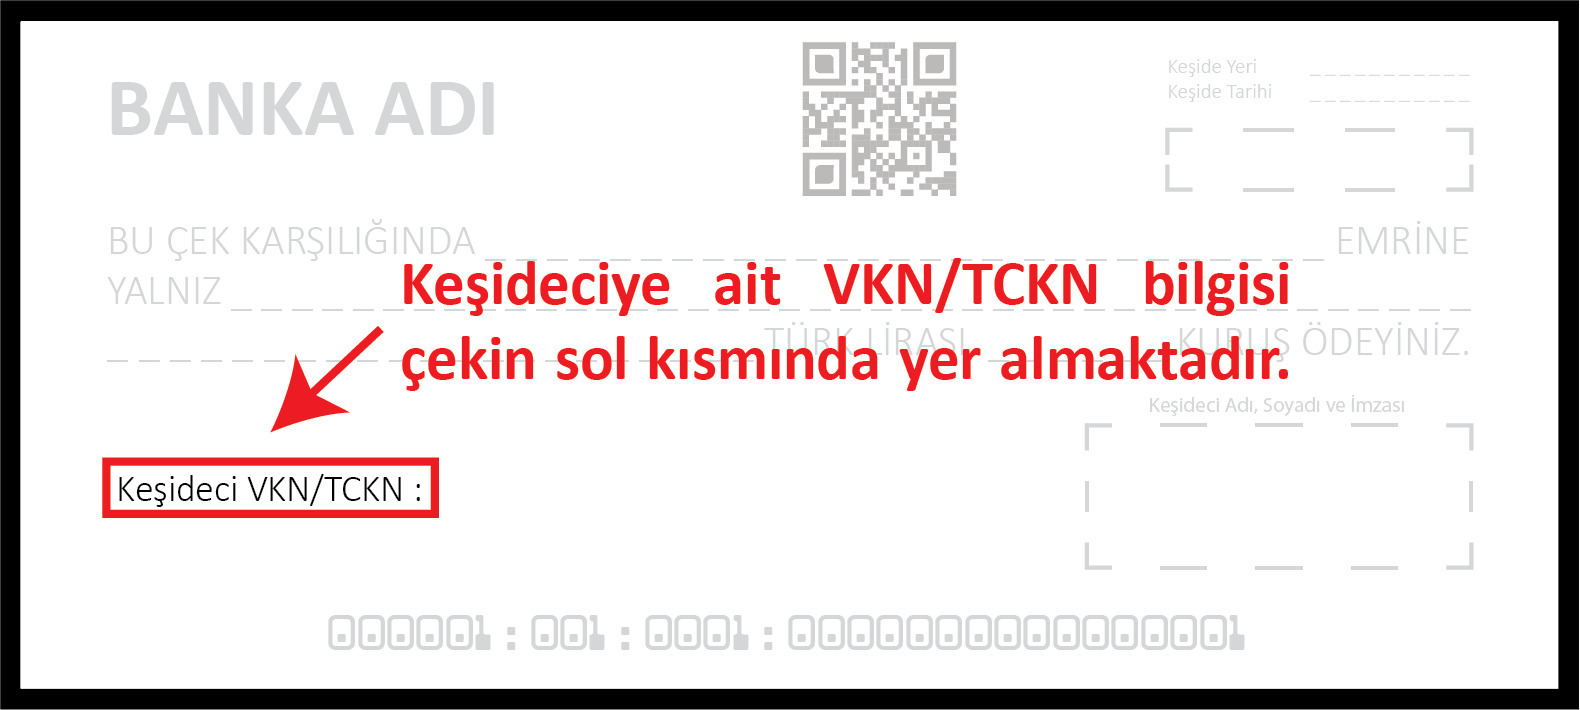 BANKA ADI
Keşide Yeri
Keşide Tarihi
BU ÇEK KARŞILIĞINDA EMRİNE
YALNIZ
Keşideciye ait VKN/TCKN bilgisi
TÜRK LİRASI KURUŞ ÖDEYİNİZ.
çekin sol kısmında yer almaktadır.
Keşideci Adı, Soyadı ve İmzası
Keşideci VKN/TCKN :
000001:001:0001:0000000000000001